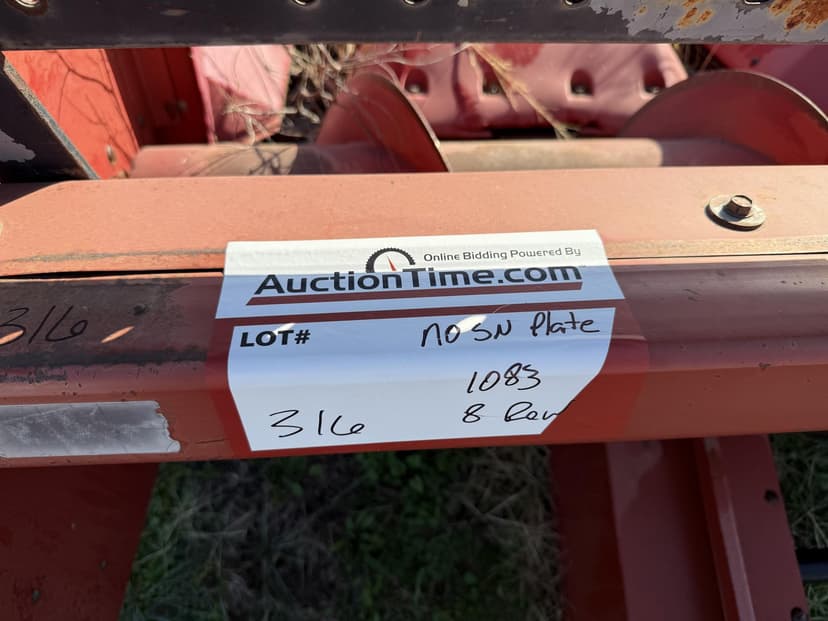 Online Bidding Powered By
AuctionTime.com
LOT#
no SN Plate
1083
316
8 Row
316